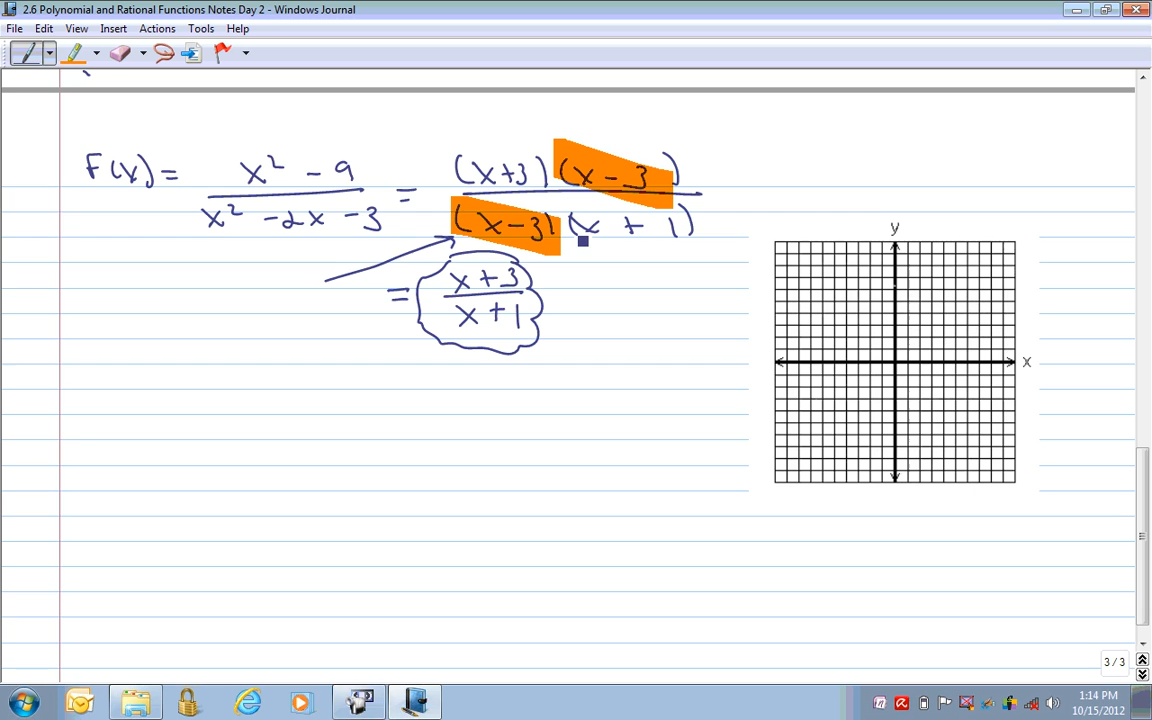 2.6 Polynomial and Rational Functions Notes Day 2 - Windows Journal
File Edit View Insert Actions Tools Help
F(x) = x² - 9 / x² - 2x - 3 = (x+3)(x - 3) / (x - 3)(x + 1)
= x + 3 / x + 1
y
x
3 / 3
1:14 PM
10/15/2012